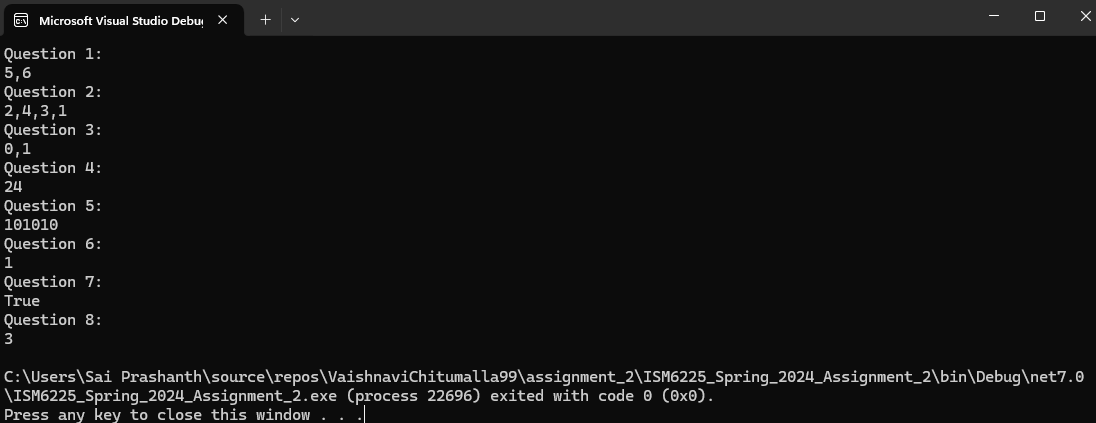 Microsoft Visual Studio Debug
Question 1:
5,6
Question 2:
2,4,3,1
Question 3:
0,1
Question 4:
24
Question 5:
101010
Question 6:
1
Question 7:
True
Question 8:
3
C:\Users\Sai Prashanth\source\repos\VaishnaviChitumalla99\assignment_2\ISM6225_Spring_2024_Assignment_2\bin\Debug\net7.0
\ISM6225_Spring_2024_Assignment_2.exe (process 22696) exited with code 0 (0x0).
Press any key to close this window . . .